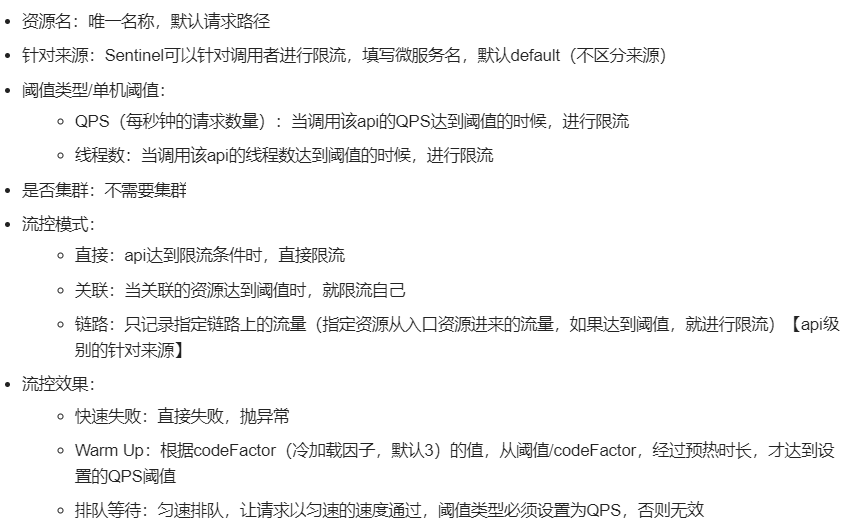 资源名：唯一名称，默认请求路径
针对来源：Sentinel可以针对调用者进行限流，填写微服务名，默认default（不区分来源）
阈值类型/单机阈值：
QPS（每秒钟的请求数量）：当调用该api的QPS达到阈值的时候，进行限流
线程数：当调用该api的线程数达到阈值的时候，进行限流
是否集群：不需要集群
流控模式：
直接：api达到限流条件时，直接限流
关联：当关联的资源达到阈值时，就限流自己
链路：只记录指定链路上的流量（指定资源从入口资源进来的流量，如果达到阈值，就进行限流）【api级
别的针对来源】
流控效果：
快速失败：直接失败，抛异常
Warm Up：根据codeFactor（冷加载因子，默认3）的值，从阈值/codeFactor，经过预热时长，才达到设
置的QPS阈值
排队等待：匀速排队，让请求以匀速的速度通过，阈值类型必须设置为QPS，否则无效